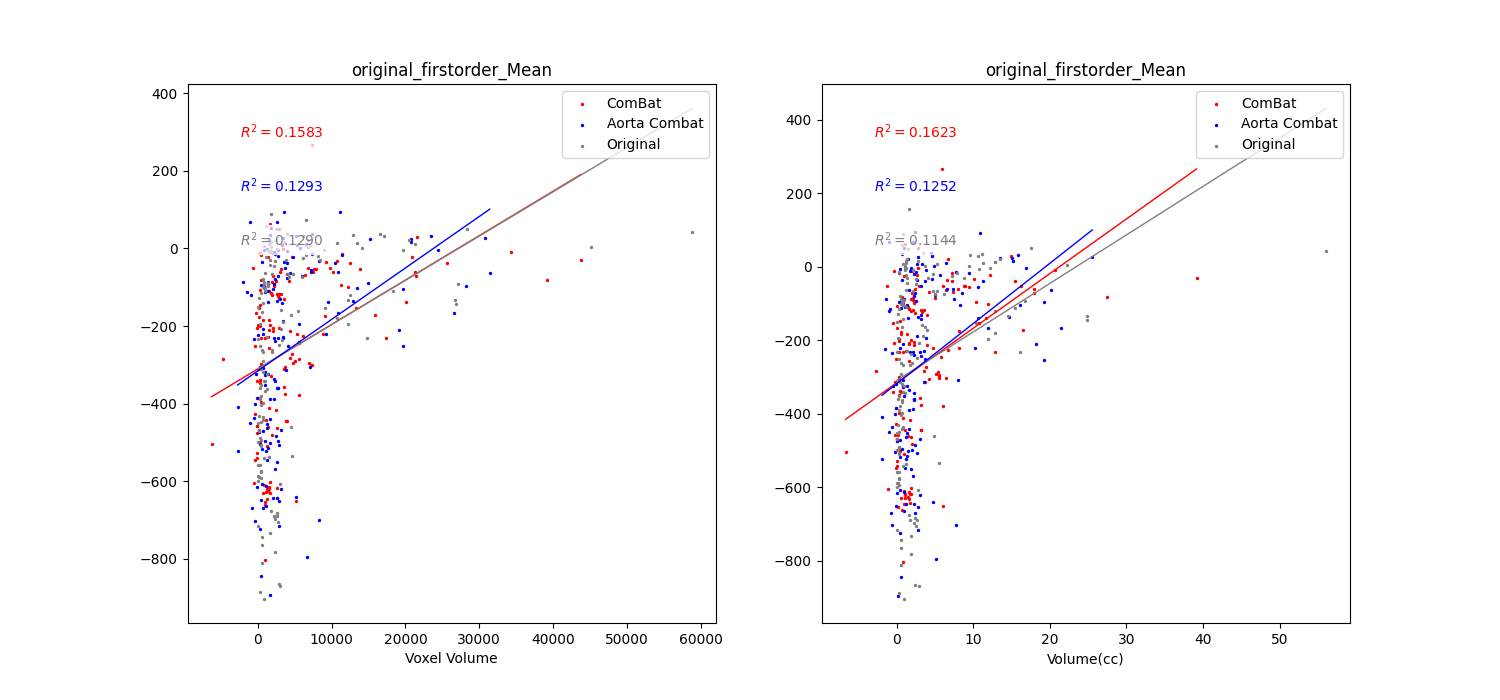 original_firstorder_Mean
400
200
0
−200
−400
−600
−800
R² = 0.1583
R² = 0.1293
R² = 0.1290
ComBat
Aorta Combat
Original
0 10000 20000 30000 40000 50000 60000
Voxel Volume
original_firstorder_Mean
400
200
0
−200
−400
−600
−800
R² = 0.1623
R² = 0.1252
R² = 0.1144
ComBat
Aorta Combat
Original
0 10 20 30 40 50
Volume(cc)